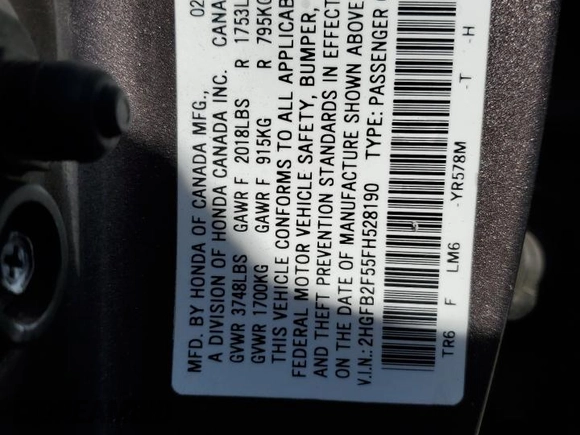 MFD. BY HONDA OF CANADA MFG., 02
A DIVISION OF HONDA CANADA INC. CANA
GVWR 3748LBS GAWR F 2018LBS R 1753L
GVWR 1700KG GAWR F 915KG R 795KG
THIS VEHICLE CONFORMS TO ALL APPLICAB
FEDERAL MOTOR VEHICLE SAFETY, BUMPER,
AND THEFT PREVENTION STANDARDS IN EFFECT
ON THE DATE OF MANUFACTURE SHOWN ABOVE
V.I.N.: 2HGFB2F55FH528190 TYPE: PASSENGER
TR6 F LM6 -YR578M -T -H